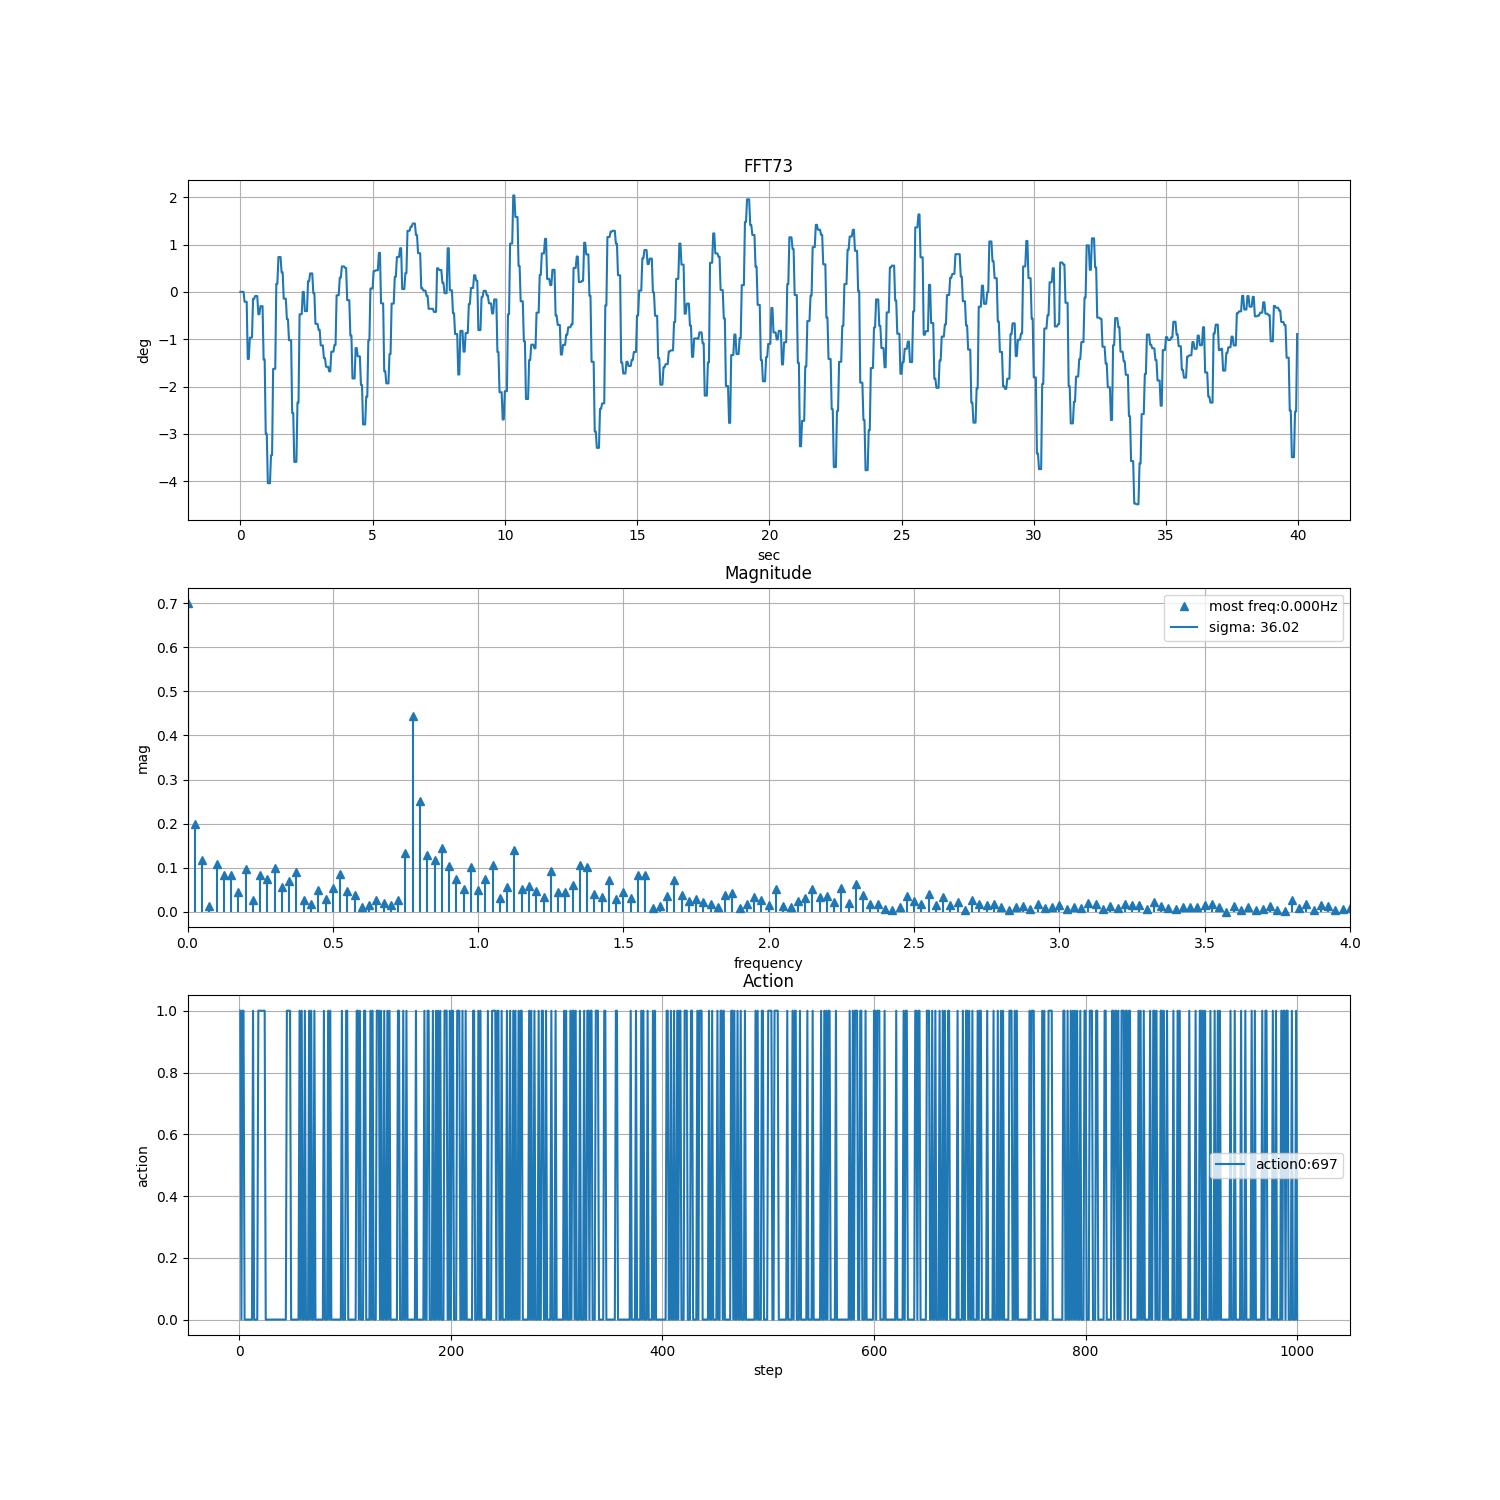 FFT73
2
1
0
−1
−2
−3
−4
deg
0 5 10 15 20 25 30 35 40
sec
Magnitude
0.7
0.6
0.5
0.4
0.3
0.2
0.1
0.0
mag
most freq:0.000Hz
sigma: 36.02
0.0 0.5 1.0 1.5 2.0 2.5 3.0 3.5 4.0
frequency
Action
1.0
0.8
0.6
0.4
0.2
0.0
action
action0:697
0 200 400 600 800 1000
step